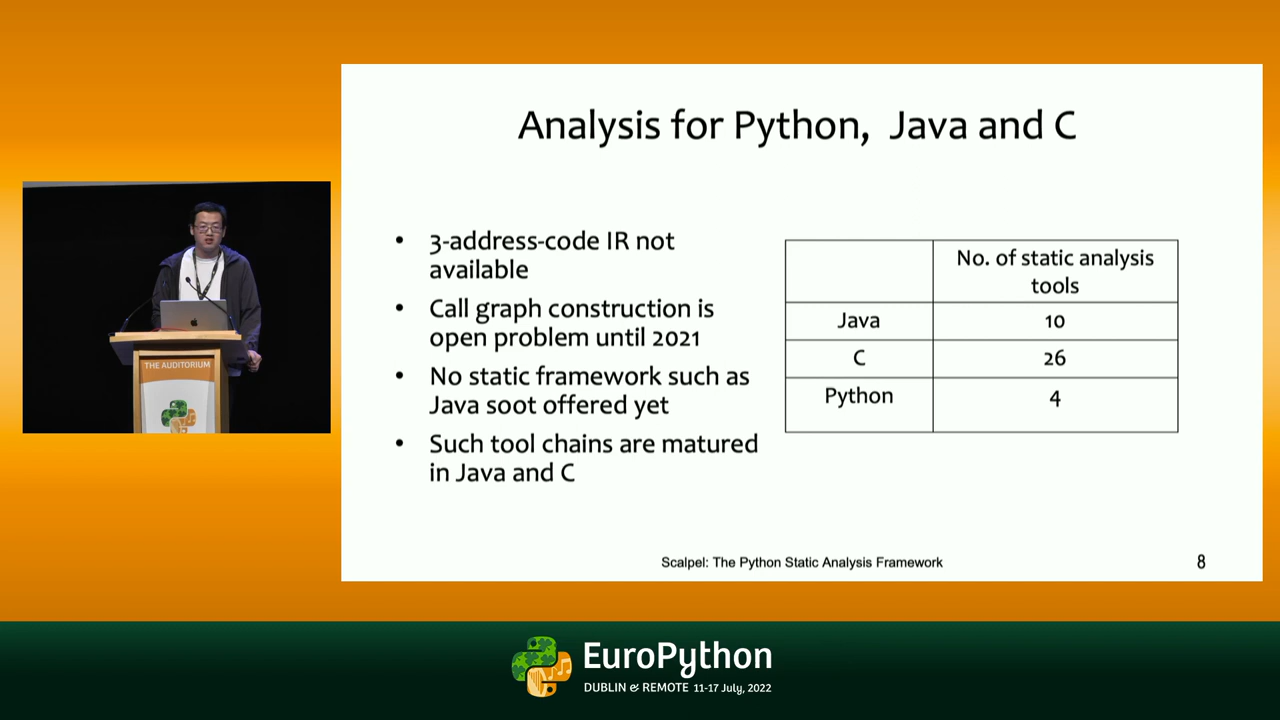 Analysis for Python, Java and C
• 3-address-code IR not
available
• Call graph construction is
open problem until 2021
• No static framework such as
Java soot offered yet
• Such tool chains are matured
in Java and C
No. of static analysis
tools
Java 10
C 26
Python 4
Scalpel: The Python Static Analysis Framework
8
THE AUDITORIUM
EuroPython
DUBLIN & REMOTE 11-17 July, 2022